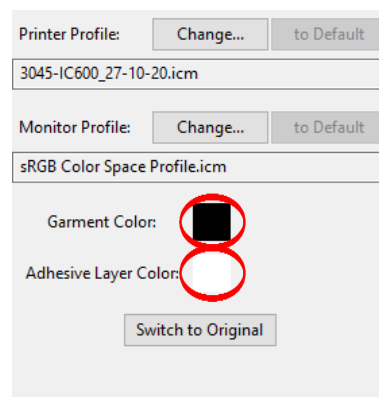 Printer Profile: Change... to Default
3045-IC600_27-10-20.icm
Monitor Profile: Change... to Default
sRGB Color Space Profile.icm
Garment Color:
Adhesive Layer Color:
Switch to Original